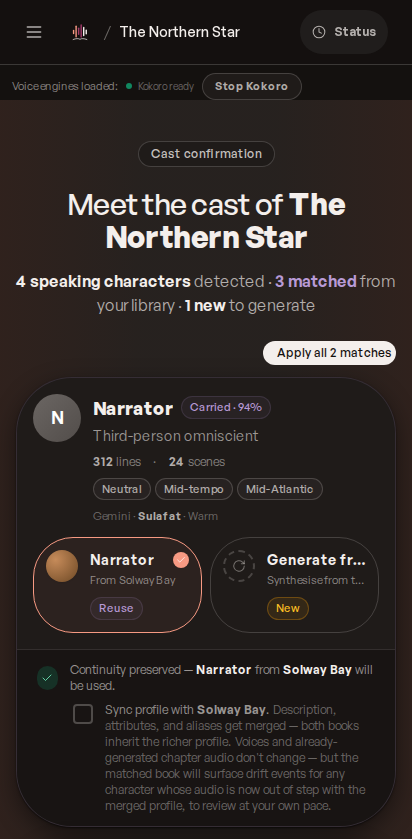 / The Northern Star
Status
Voice engines loaded: Kokoro ready Stop Kokoro
Cast confirmation
Meet the cast of The
Northern Star
4 speaking characters detected · 3 matched from
your library · 1 new to generate
Apply all 2 matches
N
Narrator Carried · 94%
Third-person omniscient
312 lines · 24 scenes
Neutral Mid-tempo Mid-Atlantic
Gemini · Sulafat · Warm
Narrator
From Solway Bay
Reuse
Generate fr...
Synthesise from t...
New
Continuity preserved — Narrator from Solway Bay will
be used.
Sync profile with Solway Bay. Description,
attributes, and aliases get merged — both books
inherit the richer profile. Voices and already-
generated chapter audio don't change — but the
matched book will surface drift events for any
character whose audio is now out of step with the
merged profile, to review at your own pace.